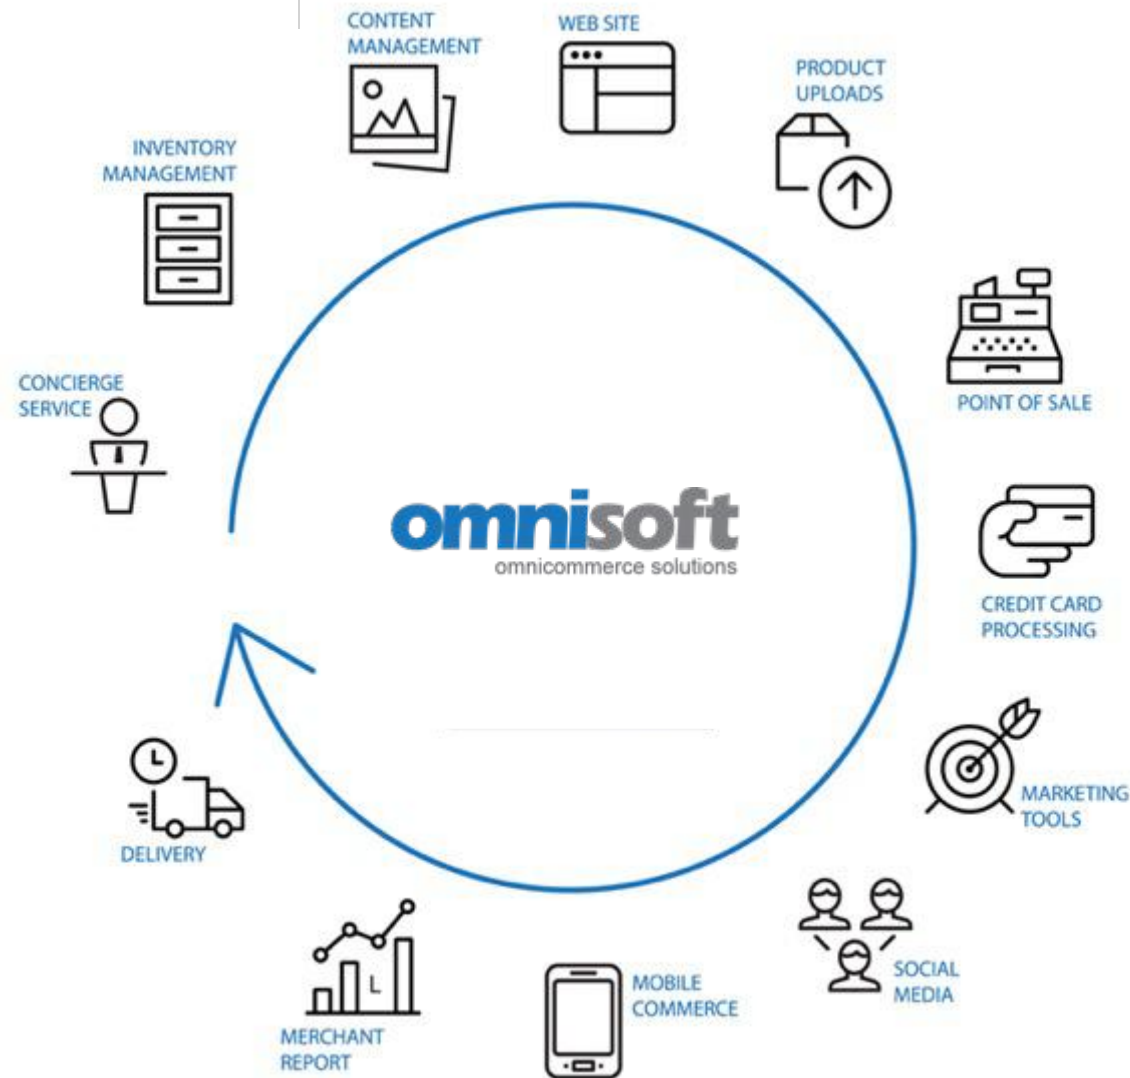 CONTENT
MANAGEMENT
WEB SITE
PRODUCT
UPLOADS
INVENTORY
MANAGEMENT
POINT OF SALE
CONCIERGE
SERVICE
omnisoft
omnicommerce solutions
CREDIT CARD
PROCESSING
MARKETING
TOOLS
DELIVERY
SOCIAL
MEDIA
MOBILE
COMMERCE
L
MERCHANT
REPORT